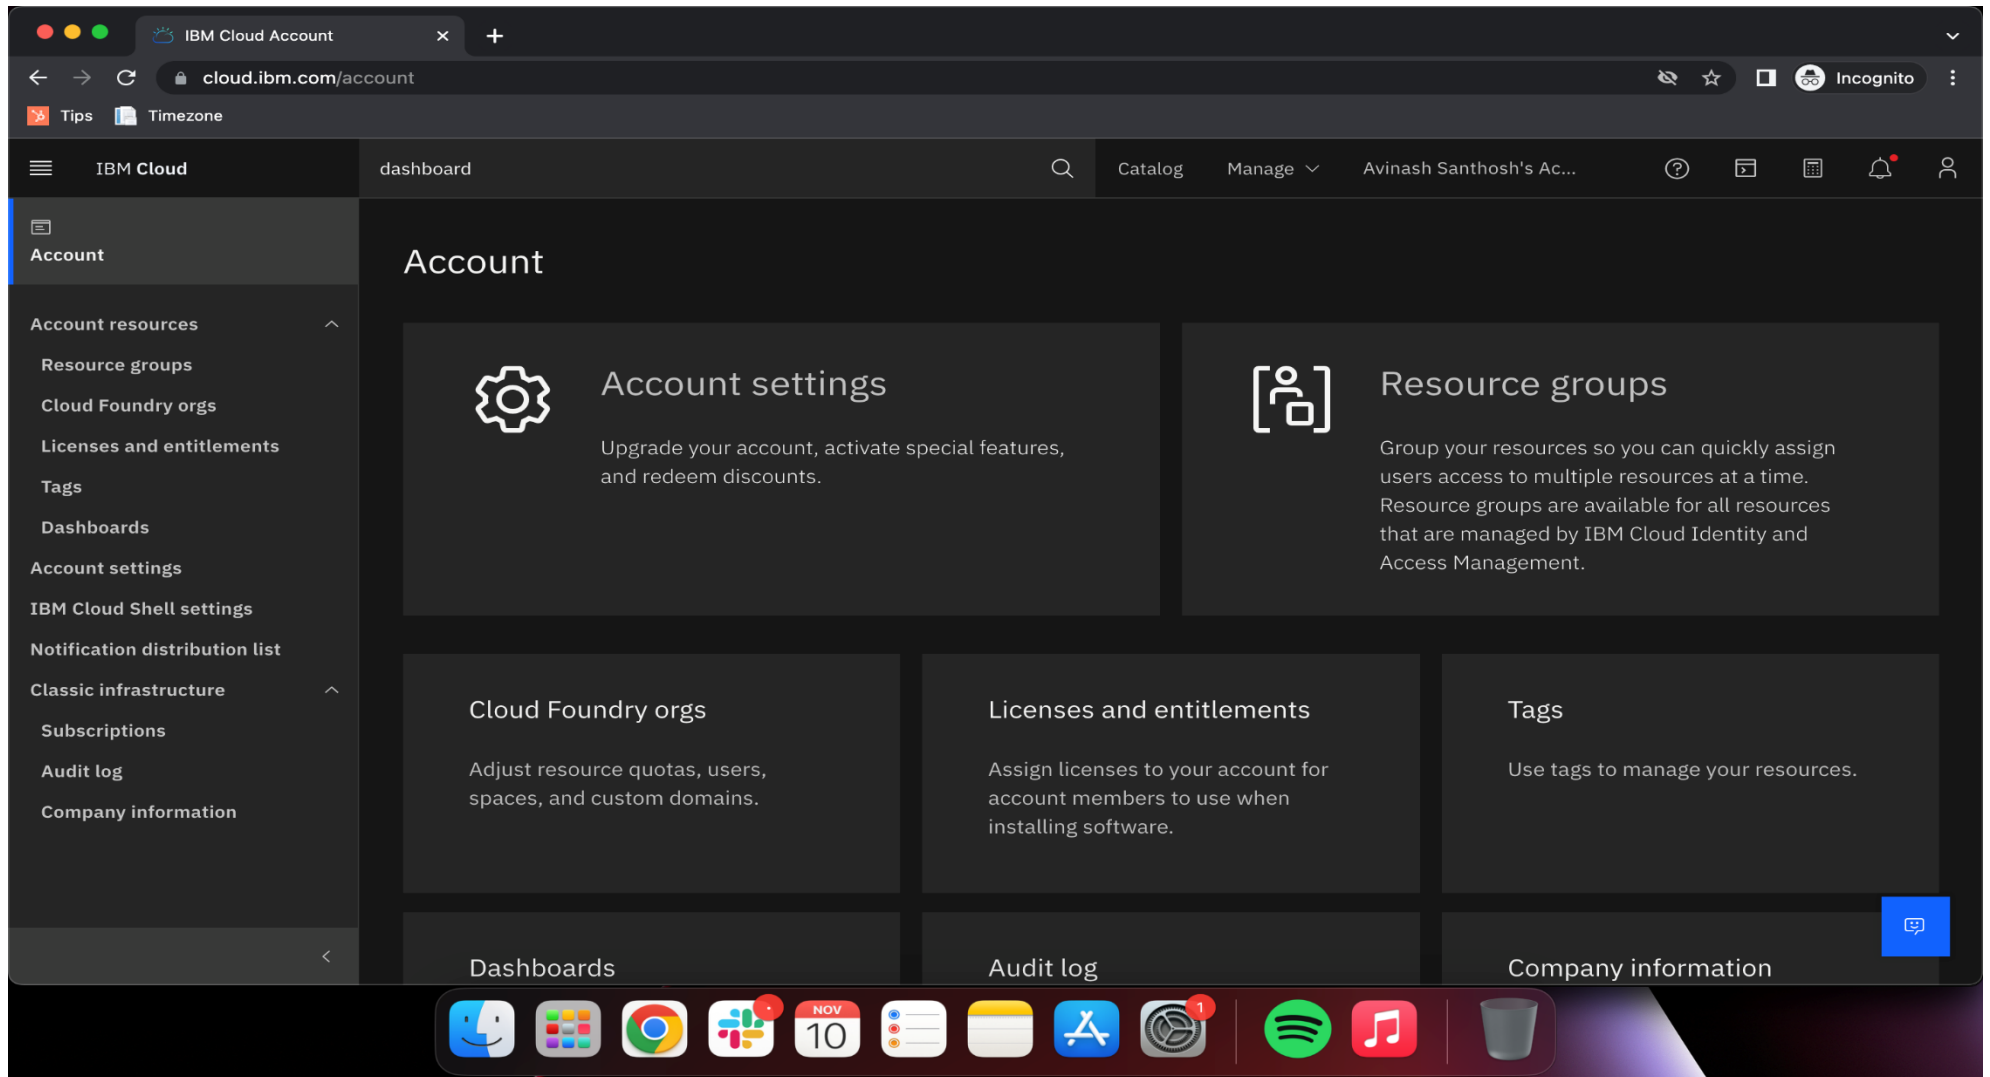 IBM Cloud Account
cloud.ibm.com/account
Incognito
Tips
Timezone
IBM Cloud
dashboard
Catalog
Manage
Avinash Santhosh's Ac...
Account
Account resources
Resource groups
Cloud Foundry orgs
Licenses and entitlements
Tags
Dashboards
Account settings
IBM Cloud Shell settings
Notification distribution list
Classic infrastructure
Subscriptions
Audit log
Company information
Account
Account settings
Upgrade your account, activate special features,
and redeem discounts.
Resource groups
Group your resources so you can quickly assign
users access to multiple resources at a time.
Resource groups are available for all resources
that are managed by IBM Cloud Identity and
Access Management.
Cloud Foundry orgs
Adjust resource quotas, users,
spaces, and custom domains.
Licenses and entitlements
Assign licenses to your account for
account members to use when
installing software.
Tags
Use tags to manage your resources.
Dashboards
Audit log
Company information
NOV
10
1